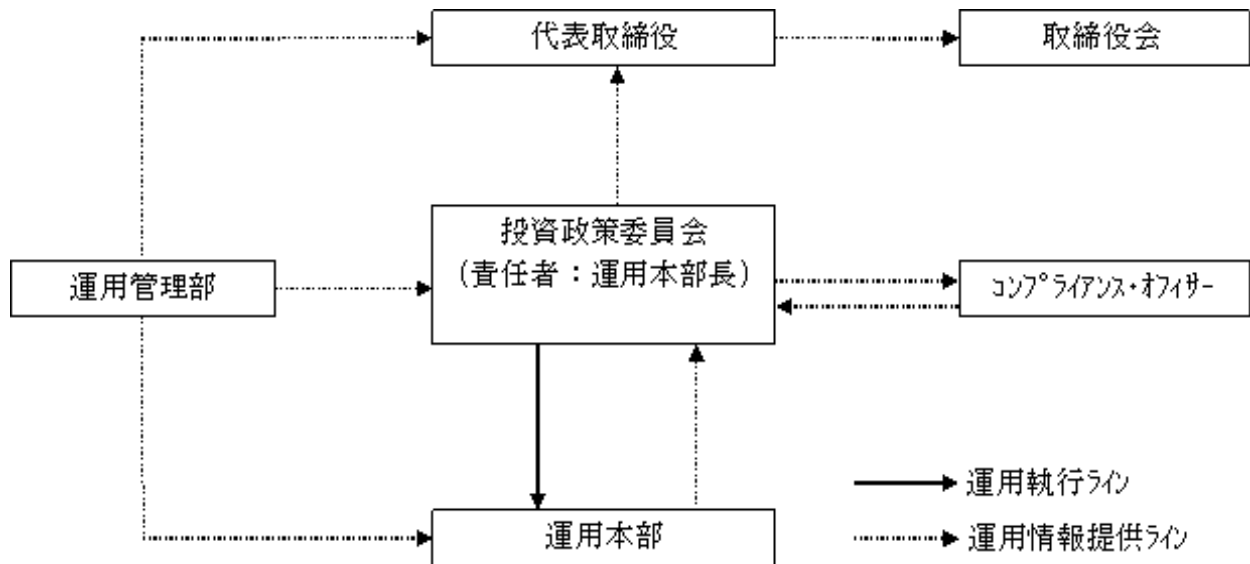 代表取締役
取締役会
投資政策委員会
(責任者：運用本部長)
運用管理部
ｺﾝﾌﾟﾗｲｱﾝｽ･ｵﾌｨｻｰ
運用執行ﾗｲﾝ
運用本部
運用情報提供ﾗｲﾝ